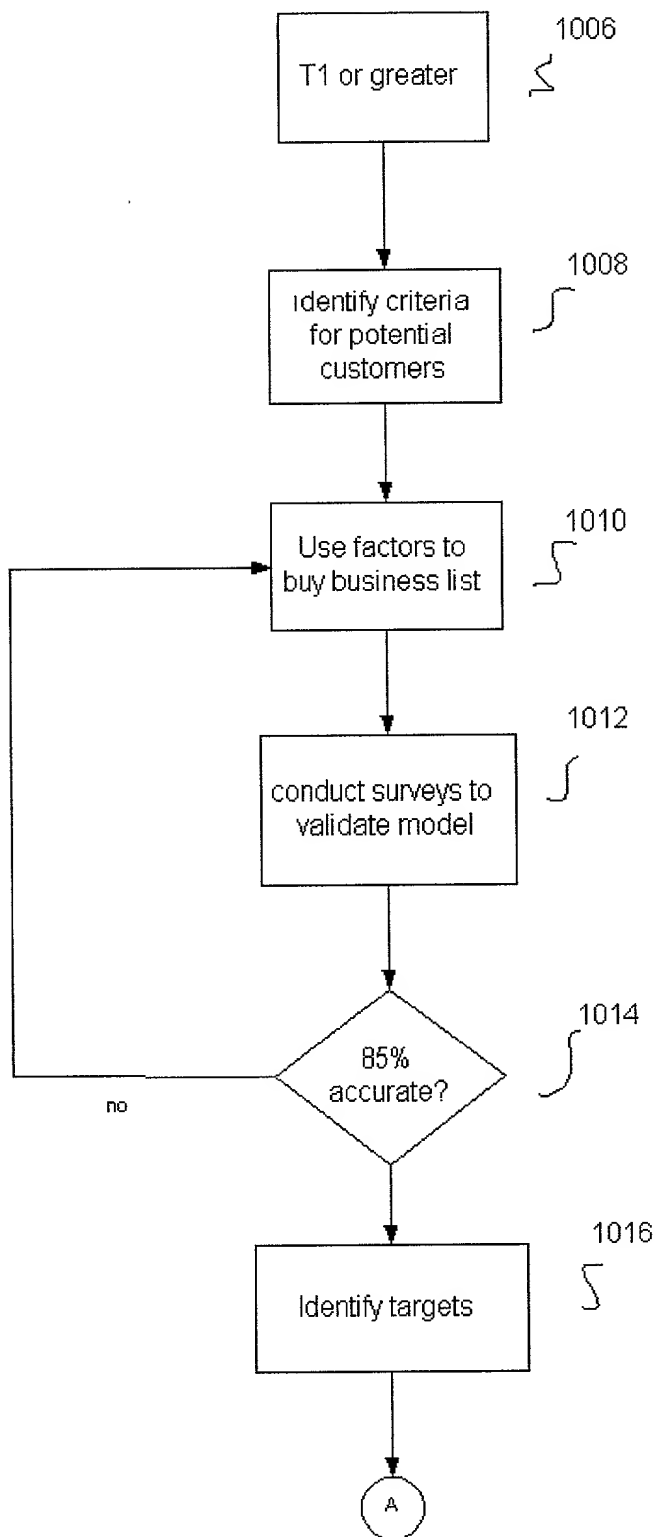 1006
T1 or greater
1008
identify criteria
for potential
customers
1010
Use factors to
buy business list
1012
conduct surveys to
validate model
1014
85%
accurate?
no
1016
Identify targets
A